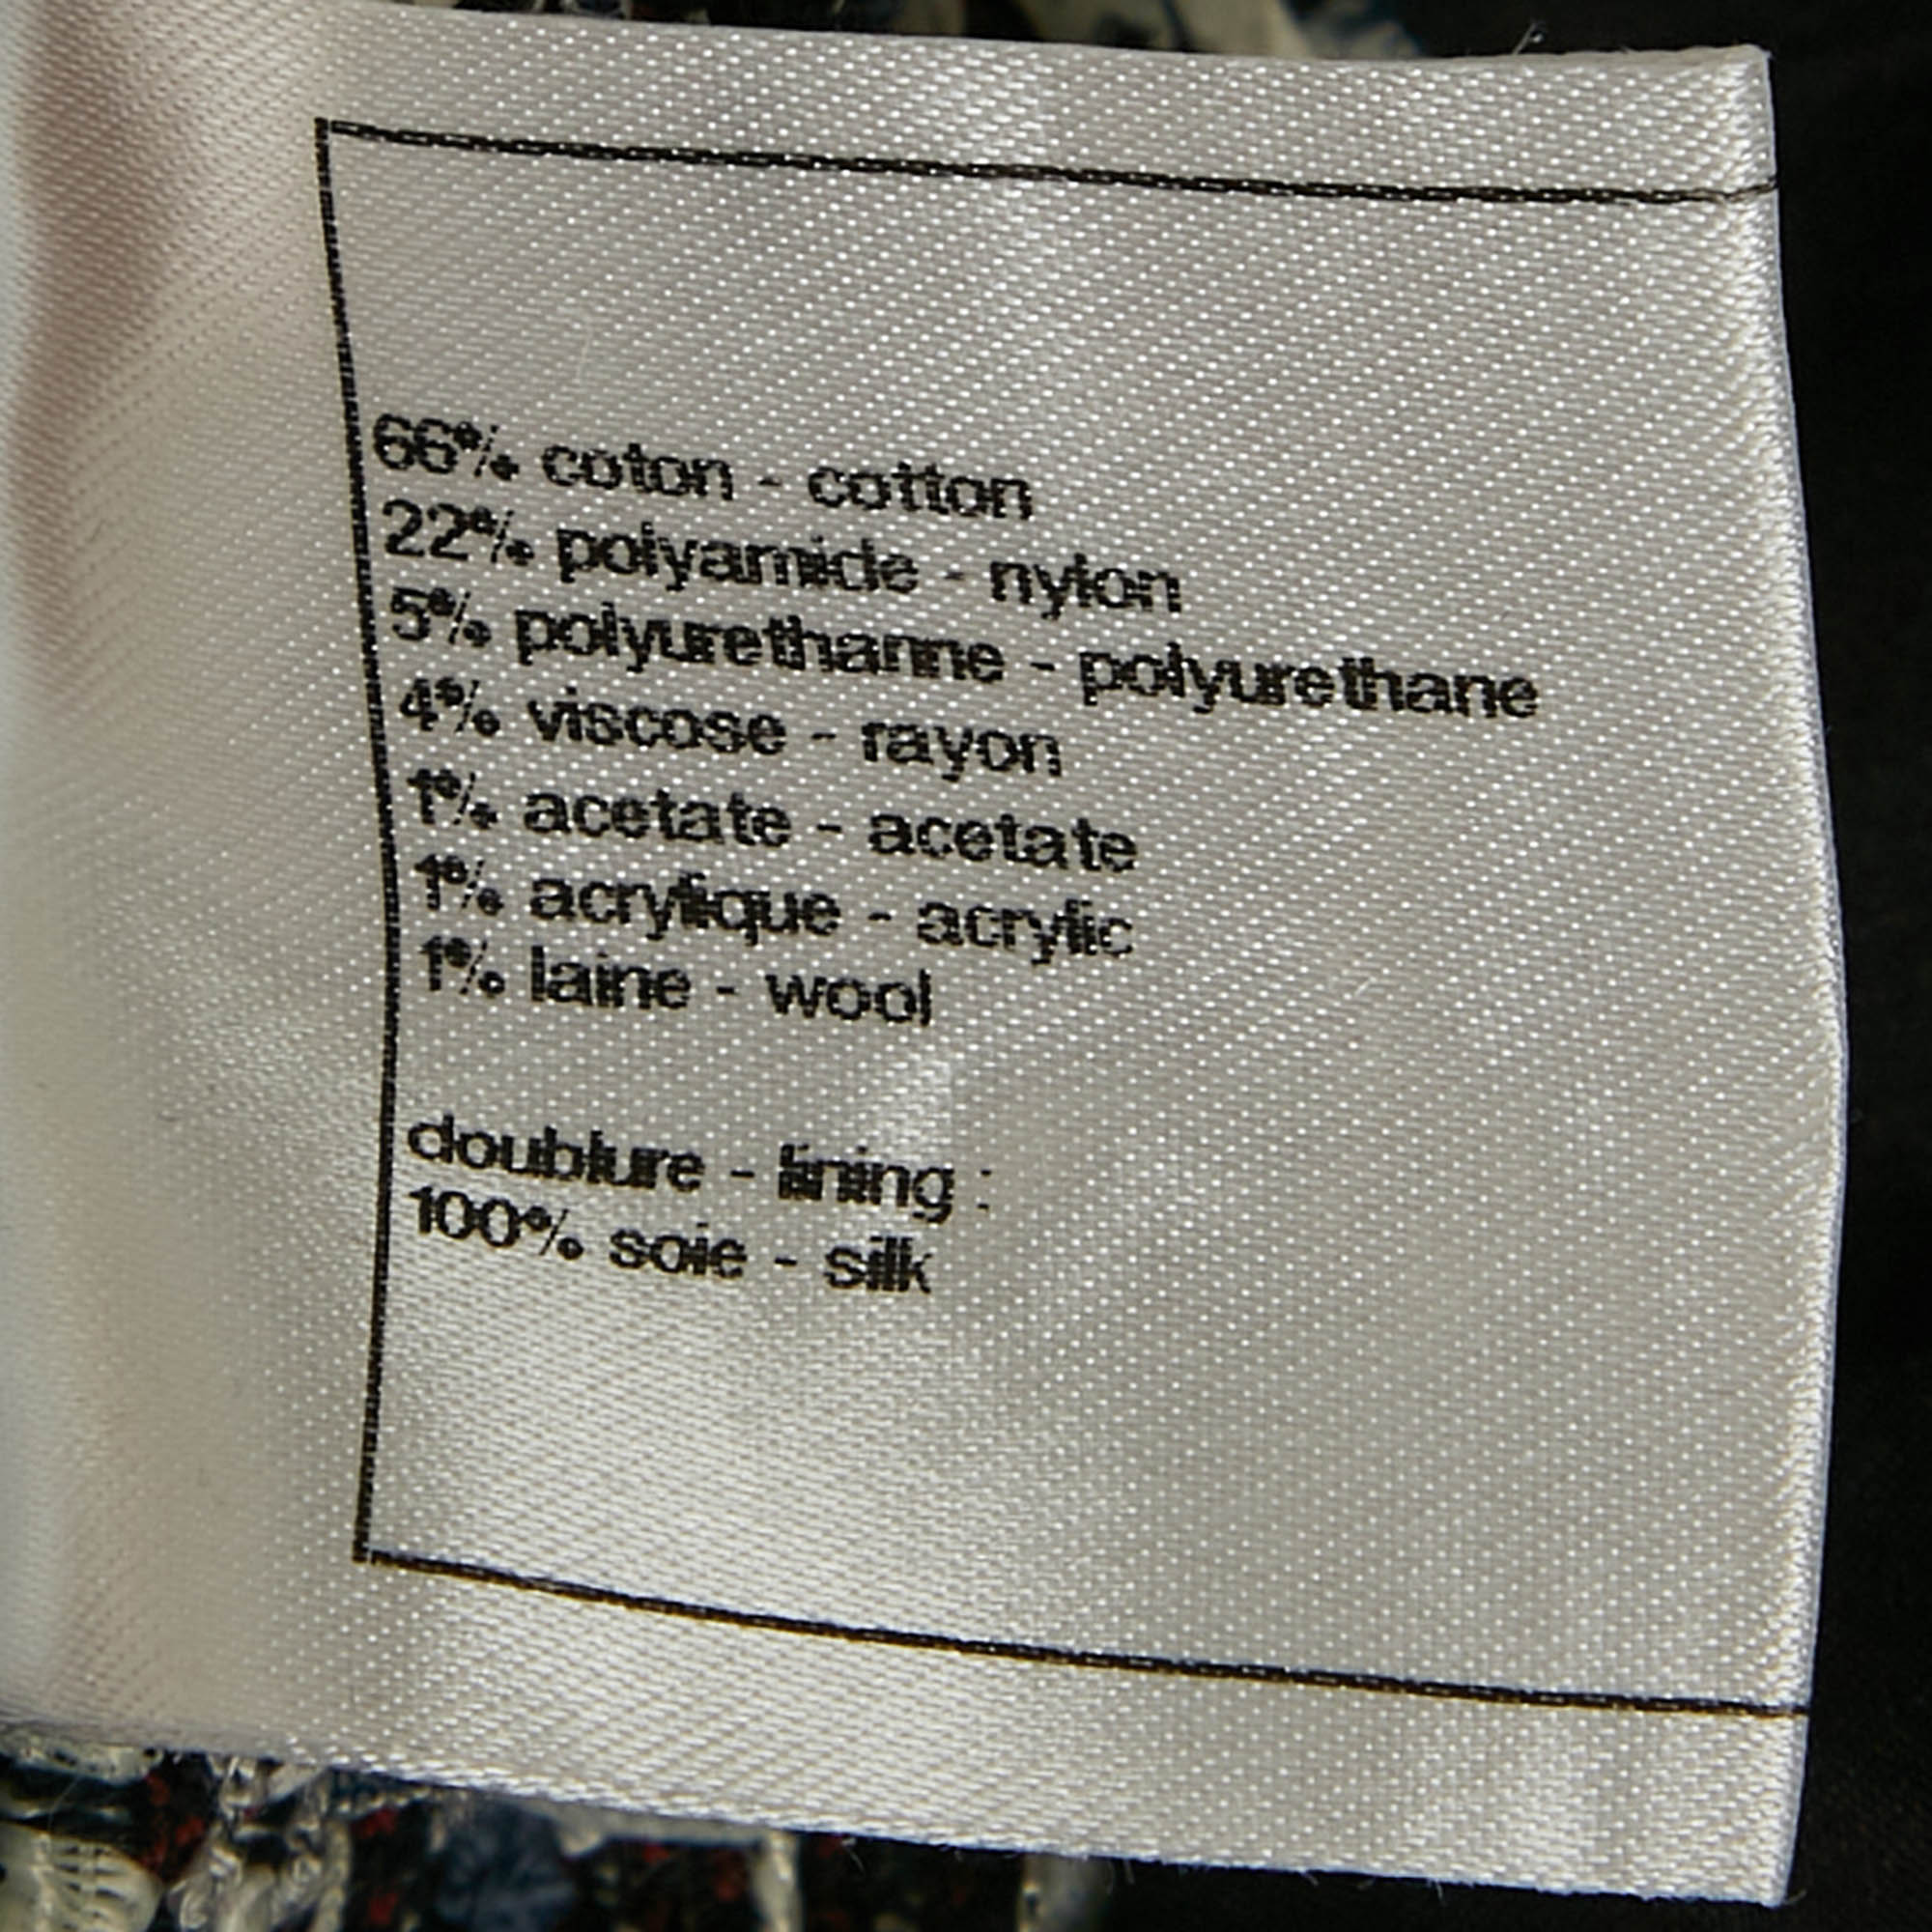 66% coton - cotton
22% polyamide - nylon
5% polyurethanne - polyurethane
4% viscose - rayon
1% acetate - acetate
1% acrylique - acrylic
1% laine - wool
doublure - lining :
100% soie - silk